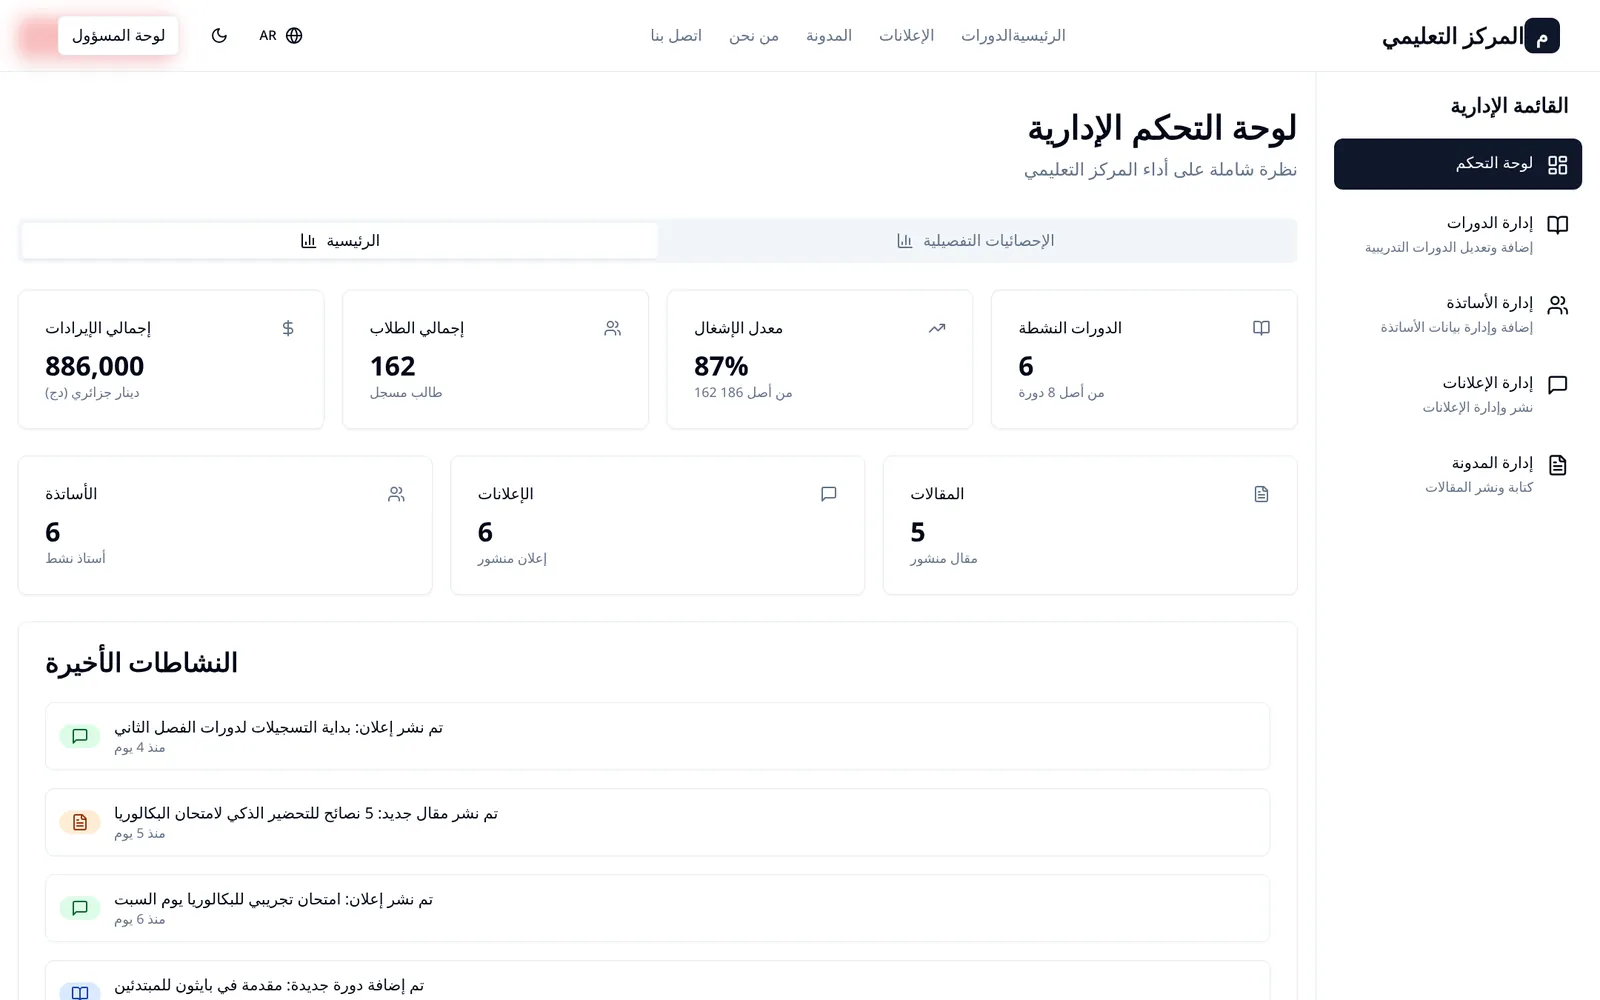 م
المركز التعليمي
الرئيسية
الدورات
الإعلانات
المدونة
من نحن
اتصل بنا
AR
لوحة المسؤول
القائمة الإدارية
لوحة التحكم
إدارة الدورات
إضافة وتعديل الدورات التدريبية
إدارة الأساتذة
إضافة وإدارة بيانات الأساتذة
إدارة الإعلانات
نشر وإدارة الإعلانات
إدارة المدونة
كتابة ونشر المقالات
لوحة التحكم الإدارية
نظرة شاملة على أداء المركز التعليمي
الإحصائيات التفصيلية
الرئيسية
الدورات النشطة
6
من أصل 8 دورة
معدل الإشغال
87%
162 من أصل 186
إجمالي الطلاب
162
طالب مسجل
إجمالي الإيرادات
886,000
دينار جزائري (دج)
المقالات
5
مقال منشور
الإعلانات
6
إعلان منشور
الأساتذة
6
أستاذ نشط
النشاطات الأخيرة
تم نشر إعلان: بداية التسجيلات لدورات الفصل الثاني
منذ 4 يوم
تم نشر مقال جديد: 5 نصائح للتحضير الذكي لامتحان البكالوريا
منذ 5 يوم
تم نشر إعلان: امتحان تجريبي للبكالوريا يوم السبت
منذ 6 يوم
تم إضافة دورة جديدة: مقدمة في بايثون للمبتدئين